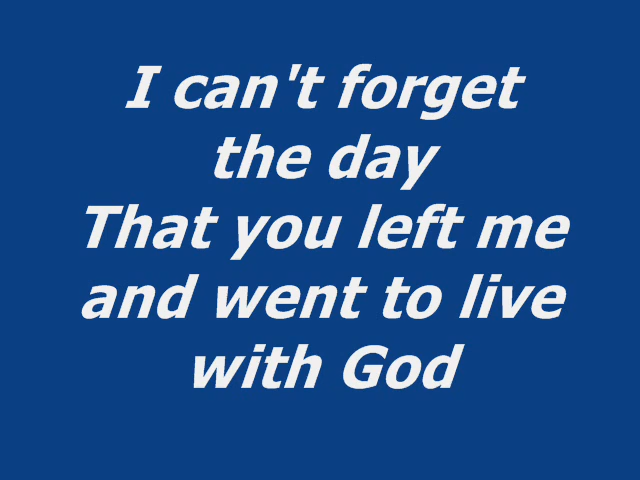 I can't forget
the day
That you left me
and went to live
with God